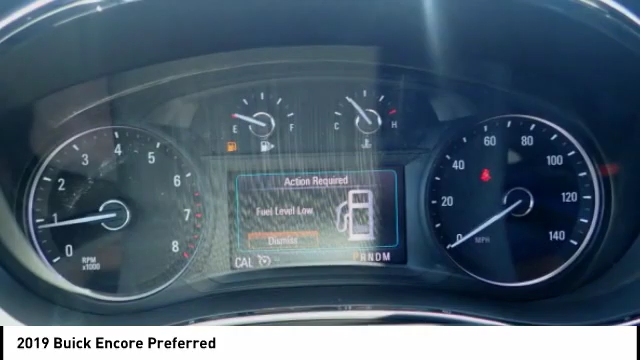 E F
C H
0 1 2 3 4 5 6 7 8
RPM
x1000
Action Required
Fuel Level Low
Dismiss
CAL
PRNDM
0 20 40 60 80 100 120 140
MPH
2019 Buick Encore Preferred